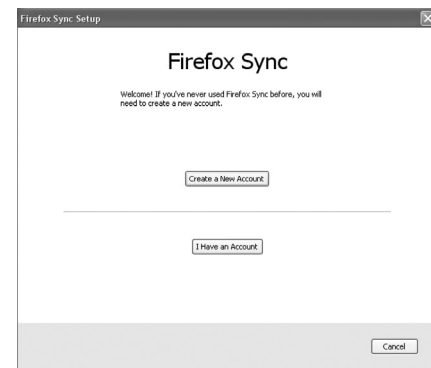 Firefox Sync Setup
Firefox Sync
Welcome! If you've never used Firefox Sync before, you will
need to create a new account.
Create a New Account
I Have an Account
Cancel